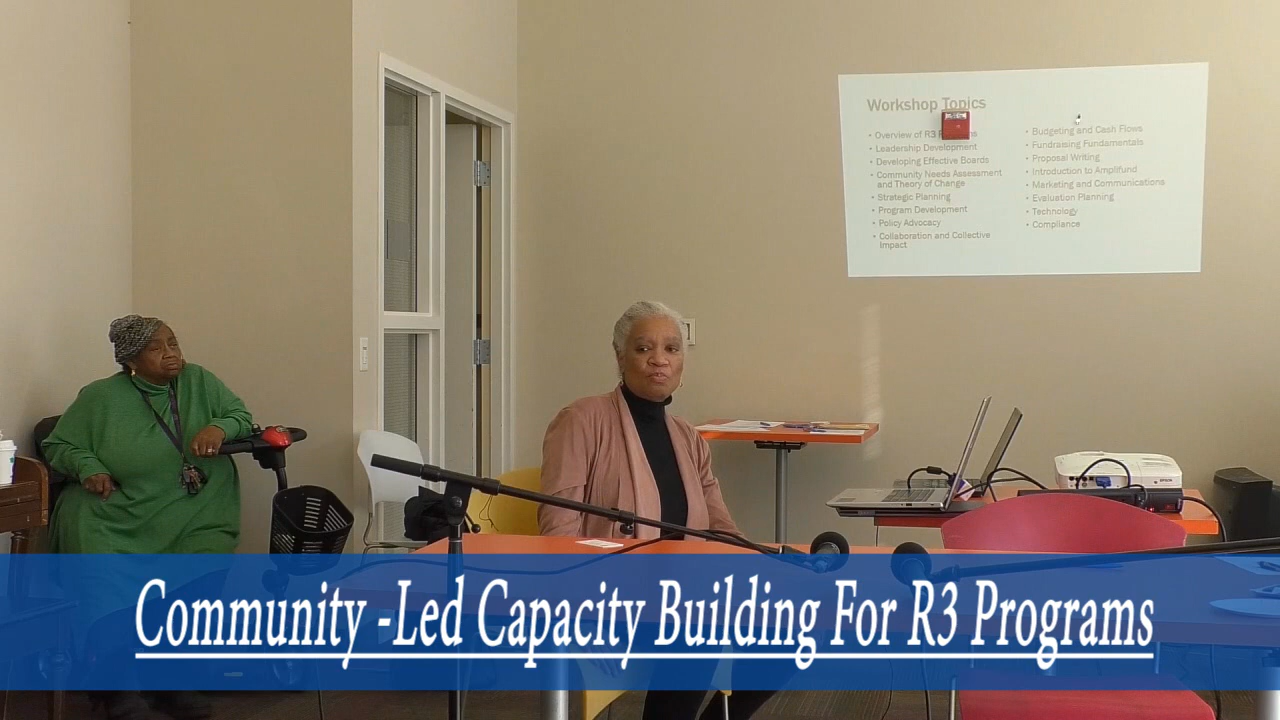 Workshop Topics
• Overview of R3 Programs
• Leadership Development
• Developing Effective Boards
• Community Needs Assessment
and Theory of Change
• Strategic Planning
• Program Development
• Policy Advocacy
• Collaboration and Collective
Impact
• Budgeting and Cash Flows
• Fundraising Fundamentals
• Proposal Writing
• Introduction to Amplifund
• Marketing and Communications
• Evaluation Planning
• Technology
• Compliance
EPSON
Community -Led Capacity Building For R3 Programs